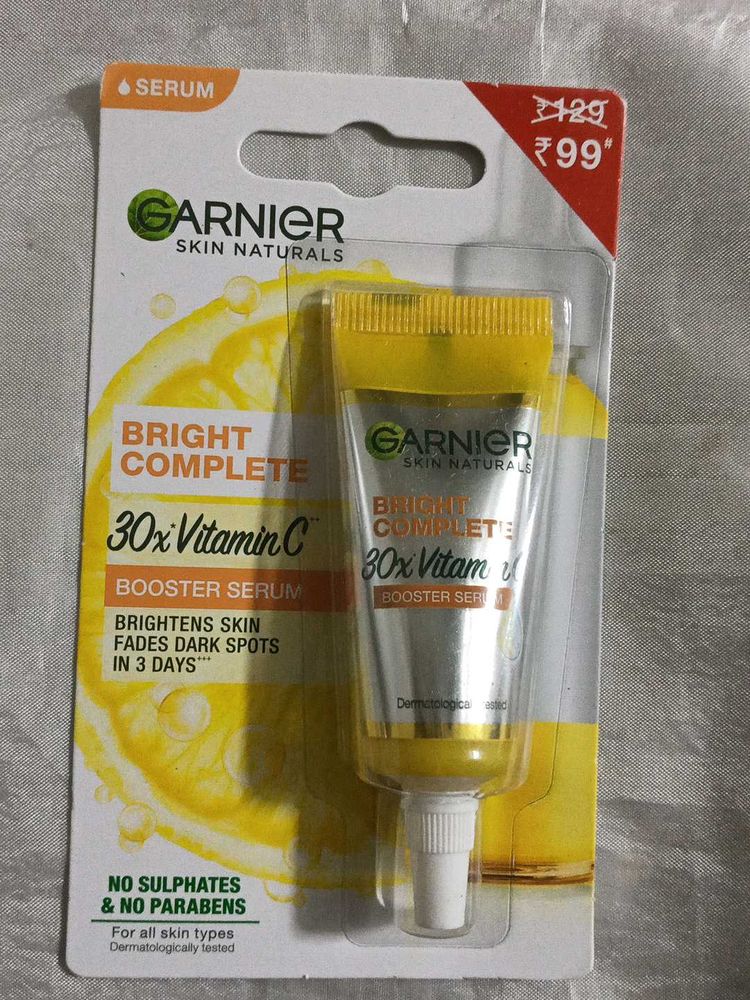 SERUM
₹129
₹99#
GARNIER
SKIN NATURALS
BRIGHT
COMPLETE
30x*Vitamin C++
BOOSTER SERUM
BRIGHTENS SKIN
FADES DARK SPOTS
IN 3 DAYS+++
NO SULPHATES
& NO PARABENS
For all skin types
Dermatologically tested
GARNIER
SKIN NATURALS
BRIGHT
COMPLETE
30x Vitamin C
BOOSTER SERUM
Dermatologically tested